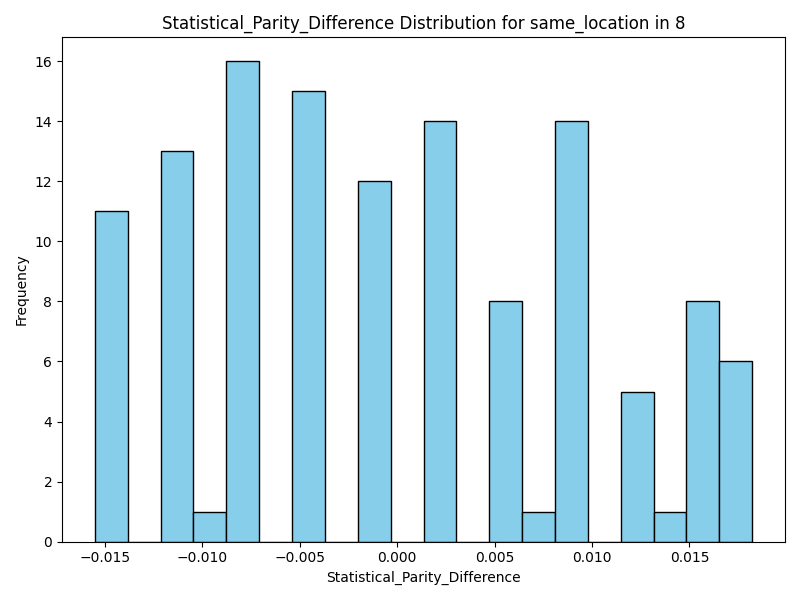 Statistical_Parity_Difference Distribution for same_location in 8
Frequency
16
14
12
10
8
6
4
2
0
−0.015 −0.010 −0.005 0.000 0.005 0.010 0.015
Statistical_Parity_Difference